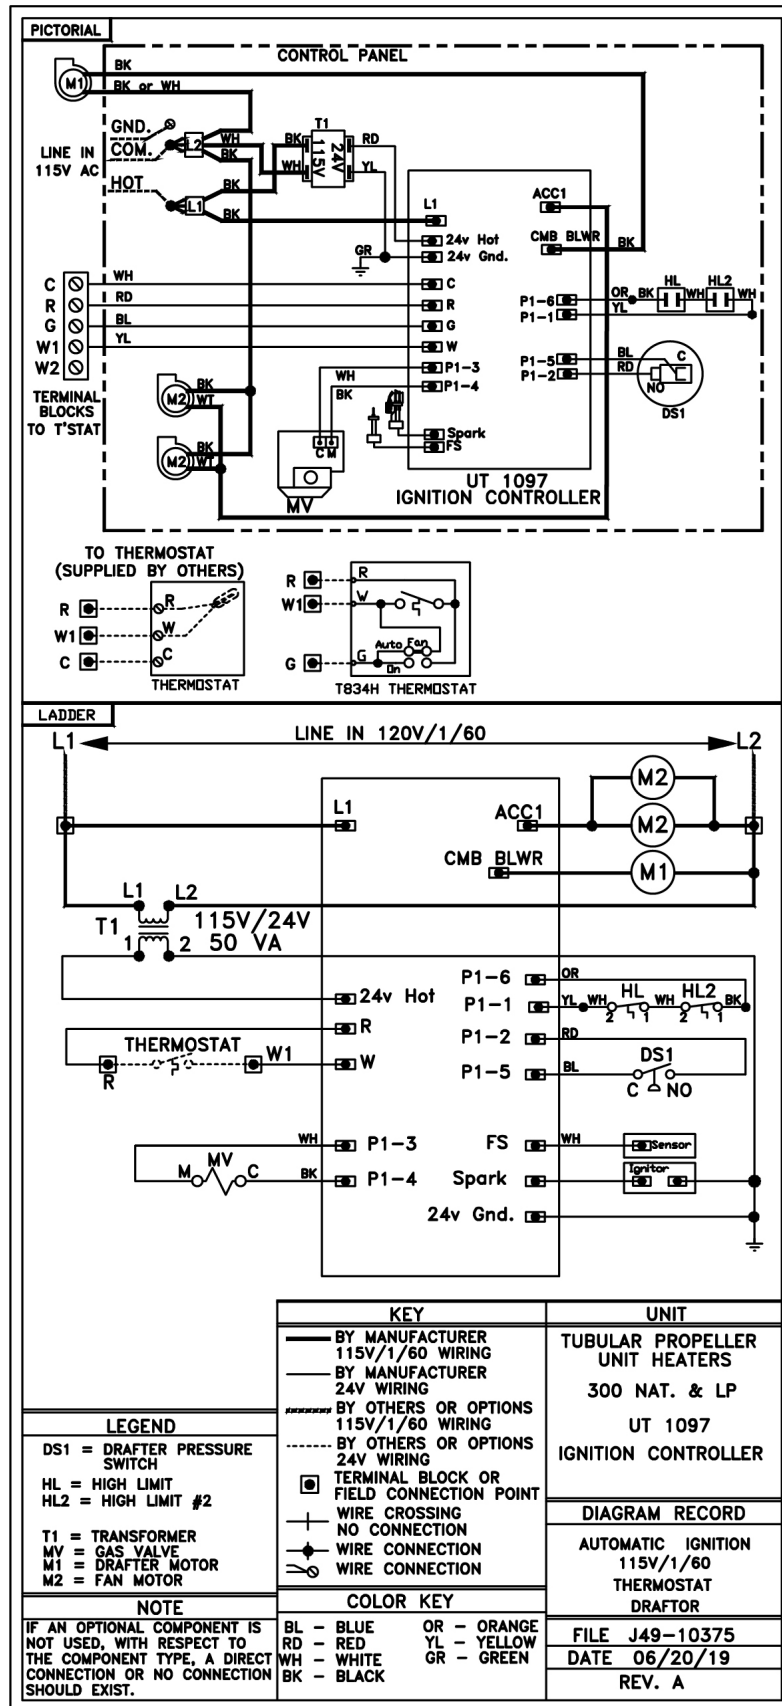 PICTORIAL
CONTROL PANEL
BK
M1
BK or WH
GND.
COM.
L2
WH
BK
LINE IN
115V AC
HOT
L1
BK
BK
T1
BK
WH
115V
24V
RD
YL
L1
ACC1
24v Hot
CMB BLWR
BK
GR
24v Gnd.
C
WH
C
R
RD
R
G
BL
G
W1
YL
W
W2
P1-6
OR
BK
HL
WH
HL2
WH
P1-1
YL
P1-3
WH
P1-5
BL
C
P1-4
BK
P1-2
RD
NO
DS1
TERMINAL
BLOCKS
TO T'STAT
M2
BK
WT
M2
BK
WT
Spark
FS
C M
MV
UT 1097
IGNITION CONTROLLER
TO THERMOSTAT
(SUPPLIED BY OTHERS)
R
R
W1
W
C
C
THERMOSTAT
R
R
W1
W
Auto Fan
G
G
On
T834H THERMOSTAT
LADDER
L1
LINE IN 120V/1/60
L2
M2
L1
ACC1
M2
CMB BLWR
M1
L1
L2
T1
115V/24V
1
2
50 VA
P1-6
OR
24v Hot
P1-1
YL
WH
HL
WH
HL2
BK
2
1
2
1
R
P1-2
RD
THERMOSTAT
W1
W
R
P1-5
BL
DS1
C
NO
WH
P1-3
FS
WH
Sensor
M
MV
C
BK
P1-4
Spark
Ignitor
24v Gnd.
KEY
BY MANUFACTURER
115V/1/60 WIRING
BY MANUFACTURER
24V WIRING
BY OTHERS OR OPTIONS
115V/1/60 WIRING
BY OTHERS OR OPTIONS
24V WIRING
TERMINAL BLOCK OR
FIELD CONNECTION POINT
WIRE CROSSING
NO CONNECTION
WIRE CONNECTION
WIRE CONNECTION
UNIT
TUBULAR PROPELLER
UNIT HEATERS
300 NAT. & LP
UT 1097
IGNITION CONTROLLER
LEGEND
DS1 = DRAFTER PRESSURE
SWITCH
HL = HIGH LIMIT
HL2 = HIGH LIMIT #2
T1 = TRANSFORMER
MV = GAS VALVE
M1 = DRAFTER MOTOR
M2 = FAN MOTOR
DIAGRAM RECORD
AUTOMATIC IGNITION
115V/1/60
THERMOSTAT
DRAFTOR
NOTE
IF AN OPTIONAL COMPONENT IS
NOT USED, WITH RESPECT TO
THE COMPONENT TYPE, A DIRECT
CONNECTION OR NO CONNECTION
SHOULD EXIST.
COLOR KEY
BL - BLUE
RD - RED
WH - WHITE
BK - BLACK
OR - ORANGE
YL - YELLOW
GR - GREEN
FILE J49-10375
DATE 06/20/19
REV. A